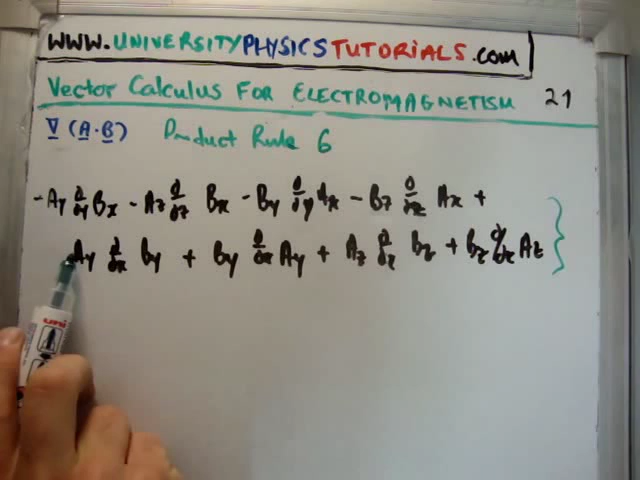 WWW.UNIVERSITYPHYSICSTUTORIALS.COM
Vector Calculus FOR ELECTROMAGNETISM 21
∇ (A · B) Product Rule 6
- Ay ∂/∂y Bx - Az ∂/∂z Bx - By ∂/∂y Ax - Bz ∂/∂z Ax +
Ay ∂/∂x By + By ∂/∂x Ay + Az ∂/∂x Bz + Bz ∂/∂x Az }
uni